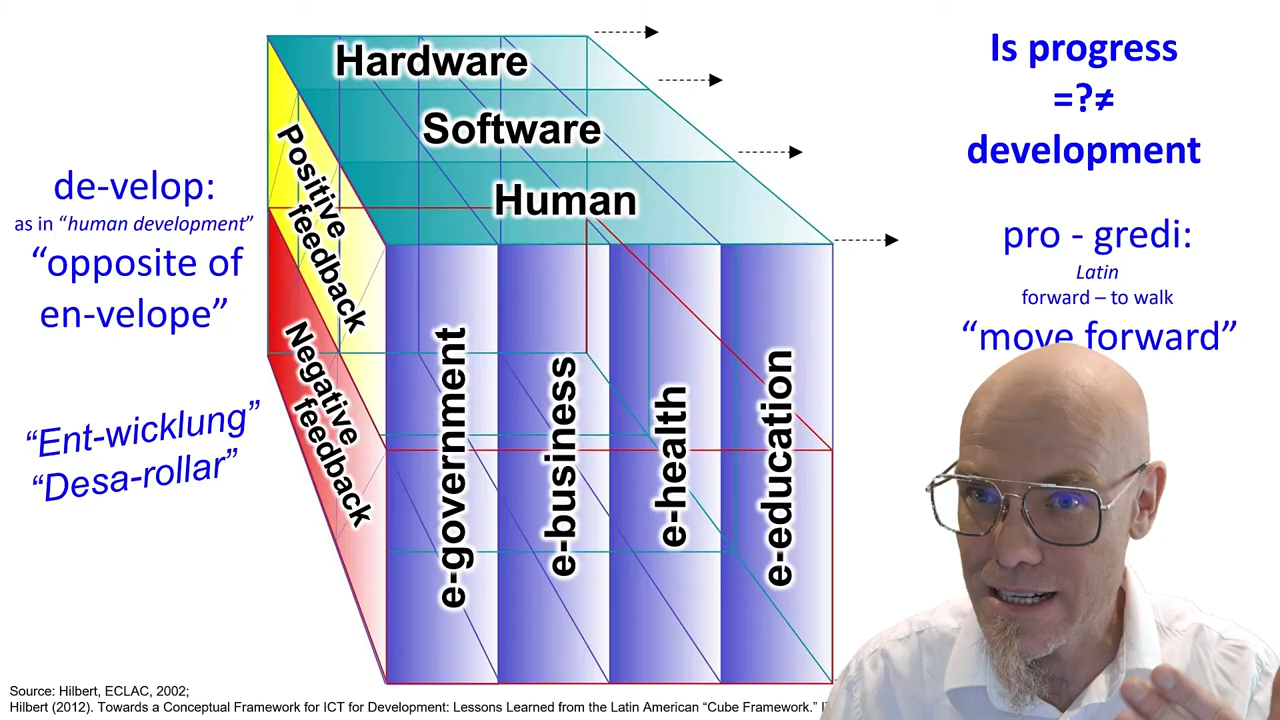 Hardware
Software
Human
Positive
feedback
Negative
feedback
e-government
e-business
e-health
e-education
de-velop:
as in “human development”
“opposite of
en-velope”
“Ent-wicklung”
“Desa-rollar”
Is progress
=?≠
development
pro - gredi:
Latin
forward – to walk
“move forward”
Source: Hilbert, ECLAC, 2002;
Hilbert (2012). Towards a Conceptual Framework for ICT for Development: Lessons Learned from the Latin American “Cube Framework.”